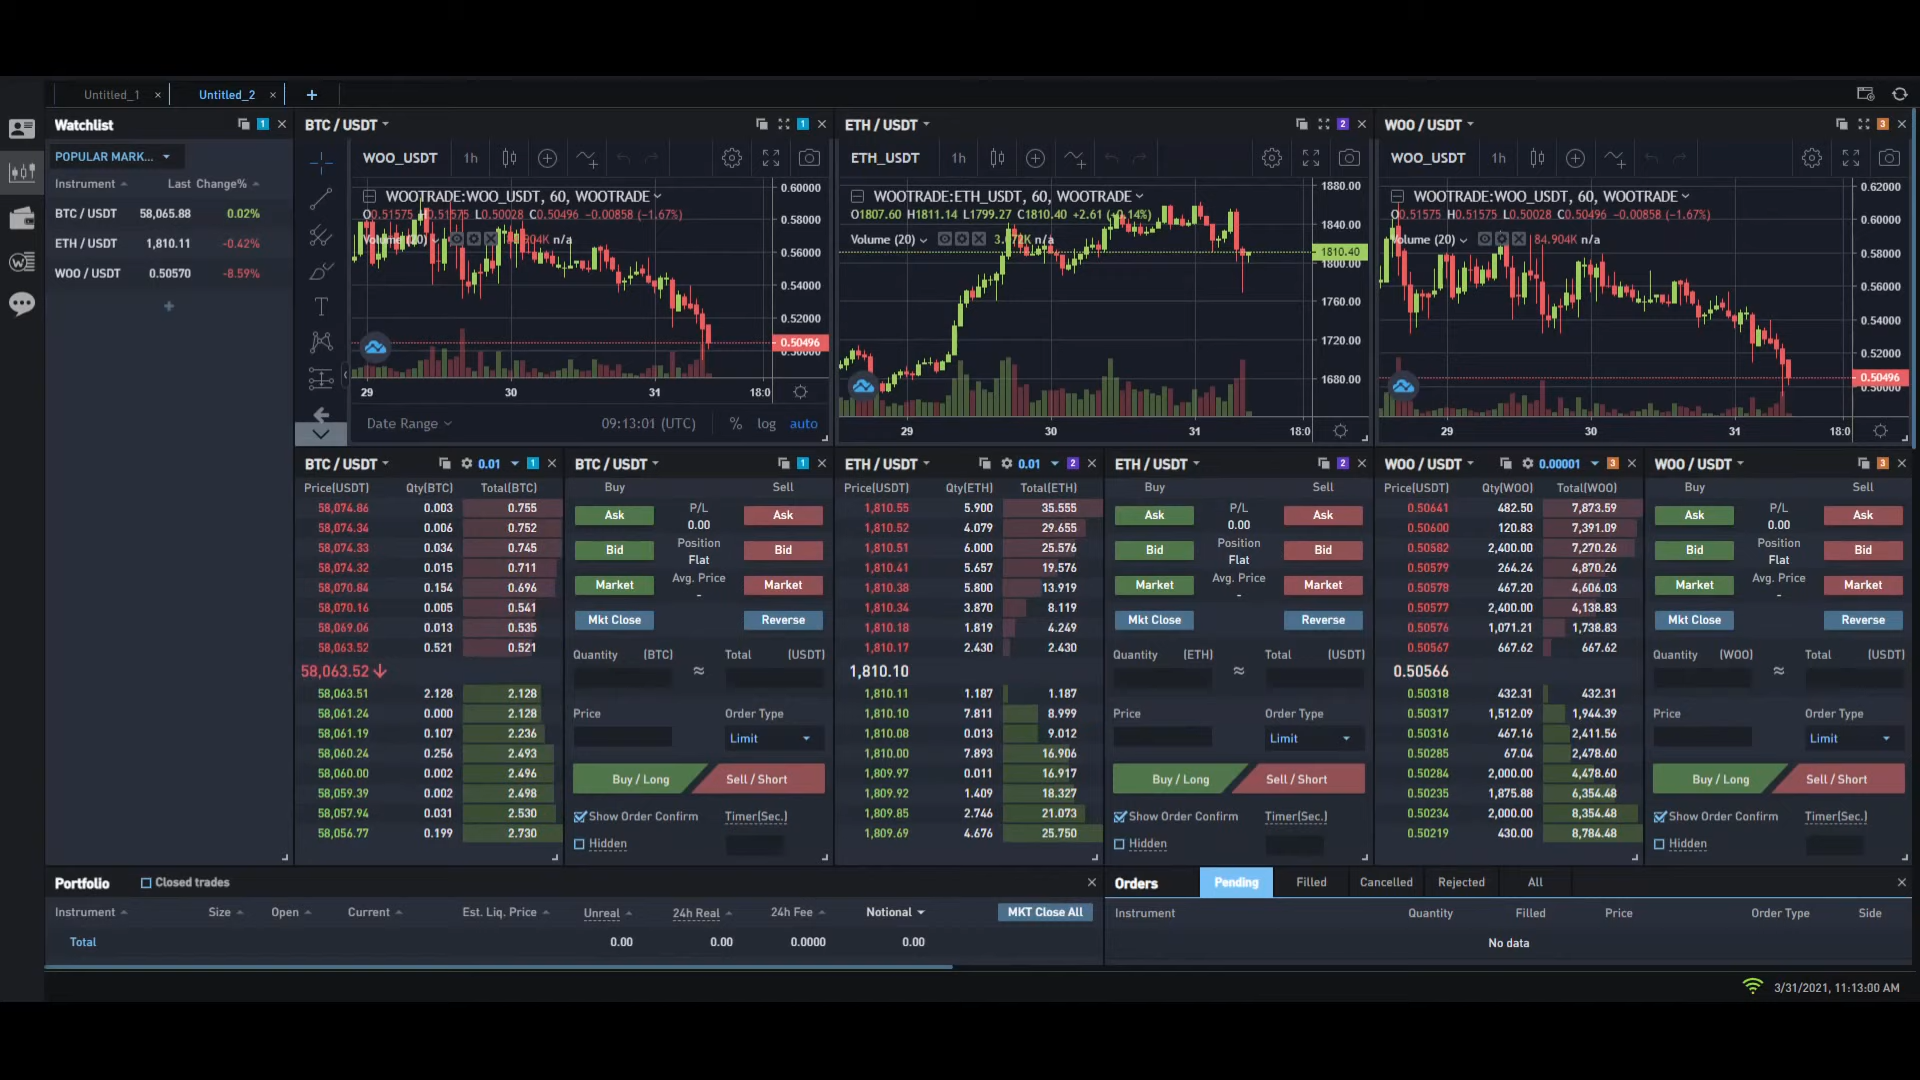 Untitled_1 × Untitled_2 × +
Watchlist 1 ×
POPULAR MARK...
Instrument Last Change%
BTC / USDT 58,065.88 0.02%
ETH / USDT 1,810.11 -0.42%
WOO / USDT 0.50570 -8.59%
+
BTC / USDT 1 ×
WOO_USDT 1h
WOOTRADE:WOO_USDT, 60, WOOTRADE
O0.51575 H0.51575 L0.50028 C0.50496 -0.00858 (-1.67%)
Volume (20) n/a
0.60000
0.58000
0.56000
0.54000
0.52000
0.50496
0.50000
29 30 31 18:0
Date Range 09:13:01 (UTC) % log auto
ETH / USDT 2 ×
ETH_USDT 1h
WOOTRADE:ETH_USDT, 60, WOOTRADE
O1807.60 H1811.14 L1799.27 C1810.40 +2.61 (+0.14%)
Volume (20) n/a
1880.00
1840.00
1810.40
1800.00
1760.00
1720.00
1680.00
29 30 31 18:0
WOO / USDT 3 ×
WOO_USDT 1h
WOOTRADE:WOO_USDT, 60, WOOTRADE
O0.51575 H0.51575 L0.50028 C0.50496 -0.00858 (-1.67%)
Volume (20) 84.904K n/a
0.62000
0.60000
0.58000
0.56000
0.54000
0.52000
0.50496
0.50000
29 30 31 18:0
BTC / USDT 0.01 1 ×
Price(USDT) Qty(BTC) Total(BTC)
58,074.86 0.003 0.755
58,074.34 0.006 0.752
58,074.33 0.034 0.745
58,074.32 0.015 0.711
58,070.84 0.154 0.696
58,070.16 0.005 0.541
58,069.06 0.013 0.535
58,063.52 0.521 0.521
58,063.52↓
58,063.51 2.128 2.128
58,061.24 0.000 2.128
58,061.19 0.107 2.236
58,060.24 0.256 2.493
58,060.00 0.002 2.496
58,059.39 0.002 2.498
58,057.94 0.031 2.530
58,056.77 0.199 2.730
BTC / USDT 1 ×
Buy Sell
Ask P/L Ask
0.00
Bid Position Bid
Flat
Market Avg. Price Market
-
Mkt Close Reverse
Quantity (BTC) Total (USDT)
≈
Price Order Type
Limit
Buy / Long Sell / Short
Show Order Confirm Timer(Sec.)
Hidden
ETH / USDT 0.01 2 ×
Price(USDT) Qty(ETH) Total(ETH)
1,810.55 5.900 35.555
1,810.52 4.079 29.655
1,810.51 6.000 25.576
1,810.41 5.657 19.576
1,810.38 5.800 13.919
1,810.34 3.870 8.119
1,810.18 1.819 4.249
1,810.17 2.430 2.430
1,810.10
1,810.11 1.187 1.187
1,810.10 7.811 8.999
1,810.08 0.013 9.012
1,810.00 7.893 16.906
1,809.97 0.011 16.917
1,809.92 1.409 18.327
1,809.85 2.746 21.073
1,809.69 4.676 25.750
ETH / USDT 2 ×
Buy Sell
Ask P/L Ask
0.00
Bid Position Bid
Flat
Market Avg. Price Market
-
Mkt Close Reverse
Quantity (ETH) Total (USDT)
≈
Price Order Type
Limit
Buy / Long Sell / Short
Show Order Confirm Timer(Sec.)
Hidden
WOO / USDT 0.00001 3 ×
Price(USDT) Qty(WOO) Total(WOO)
0.50641 482.50 7,873.59
0.50600 120.83 7,391.09
0.50582 2,400.00 7,270.26
0.50579 264.24 4,870.26
0.50578 467.20 4,606.03
0.50577 2,400.00 4,138.83
0.50576 1,071.21 1,738.83
0.50567 667.62 667.62
0.50566
0.50318 432.31 432.31
0.50317 1,512.09 1,944.39
0.50316 467.16 2,411.56
0.50285 67.04 2,478.60
0.50284 2,000.00 4,478.60
0.50235 1,875.88 6,354.48
0.50234 2,000.00 8,354.48
0.50219 430.00 8,784.48
WOO / USDT 3 ×
Buy Sell
Ask P/L Ask
0.00
Bid Position Bid
Flat
Market Avg. Price Market
-
Mkt Close Reverse
Quantity (WOO) Total (USDT)
≈
Price Order Type
Limit
Buy / Long Sell / Short
Show Order Confirm Timer(Sec.)
Hidden
Portfolio Closed trades ×
Instrument Size Open Current Est. Liq. Price Unreal 24h Real 24h Fee Notional MKT Close All
Total 0.00 0.00 0.0000 0.00
Orders Pending Filled Cancelled Rejected All ×
Instrument Quantity Filled Price Order Type Side
No data
3/31/2021, 11:13:00 AM